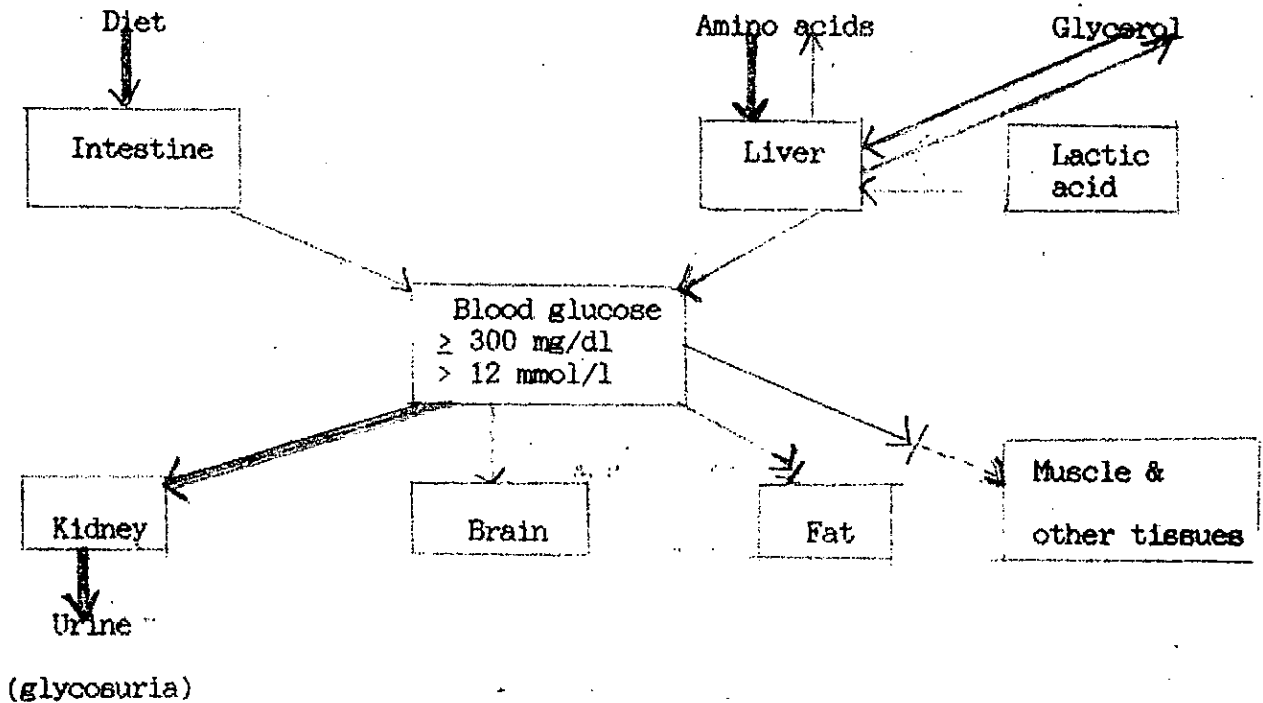 Diet
Amino acids
Glycerol
Intestine
Liver
Lactic
acid
Blood glucose
≥ 300 mg/dl
> 12 mmol/l
Kidney
Brain
Fat
Muscle &
other tissues
Urine
(glycosuria)